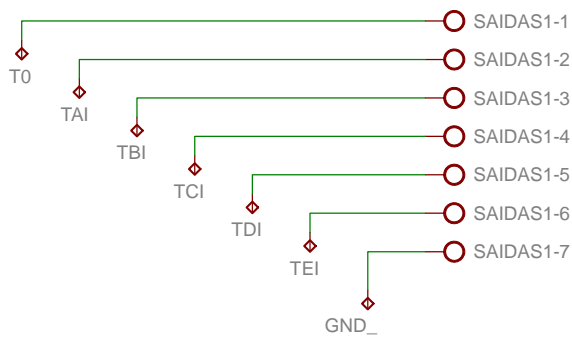 SAIDAS1-1
T0
SAIDAS1-2
TAI
SAIDAS1-3
TBI
SAIDAS1-4
TCI
SAIDAS1-5
TDI
SAIDAS1-6
TEI
SAIDAS1-7
GND_